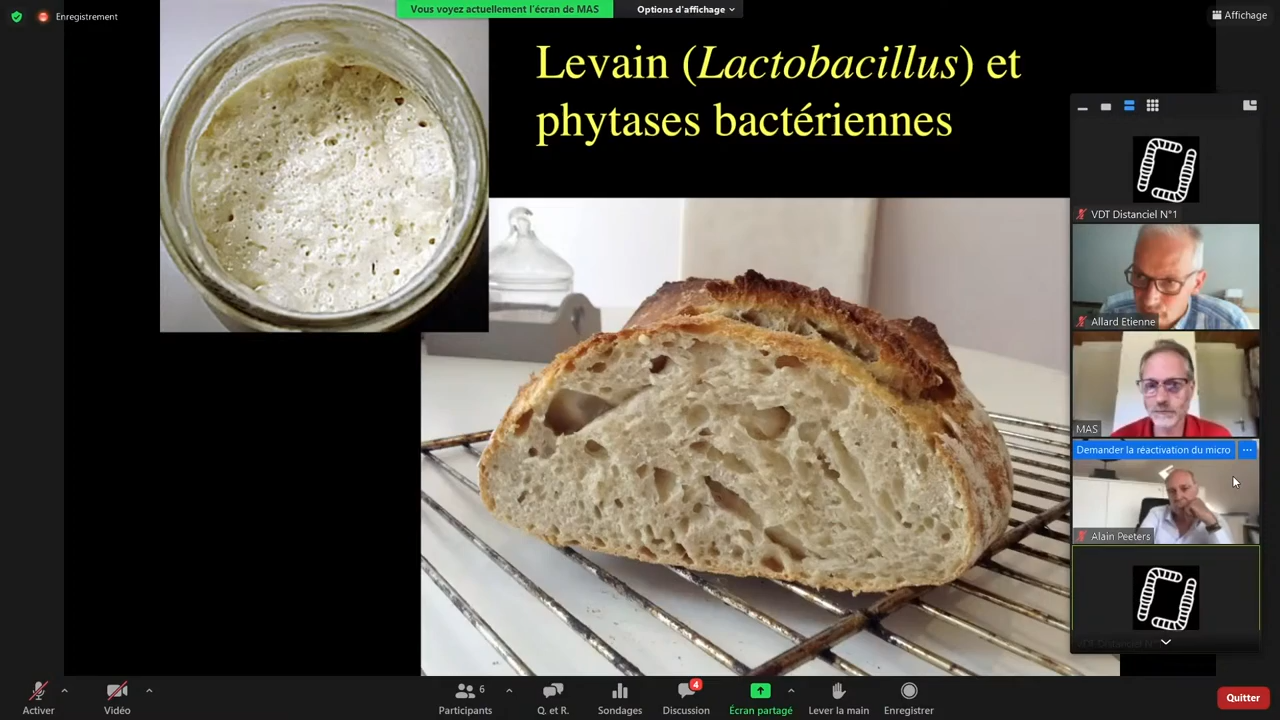 Enregistrement
Vous voyez actuellement l'écran de MAS
Options d'affichage
Affichage
Levain (Lactobacillus) et
phytases bactériennes
VDT Distanciel N°1
Allard Etienne
MAS
Demander la réactivation du micro
...
Alain Peeters
Activer
Vidéo
6
Participants
Q. et R.
Sondages
4
Discussion
Écran partagé
Lever la main
Enregistrer
Quitter